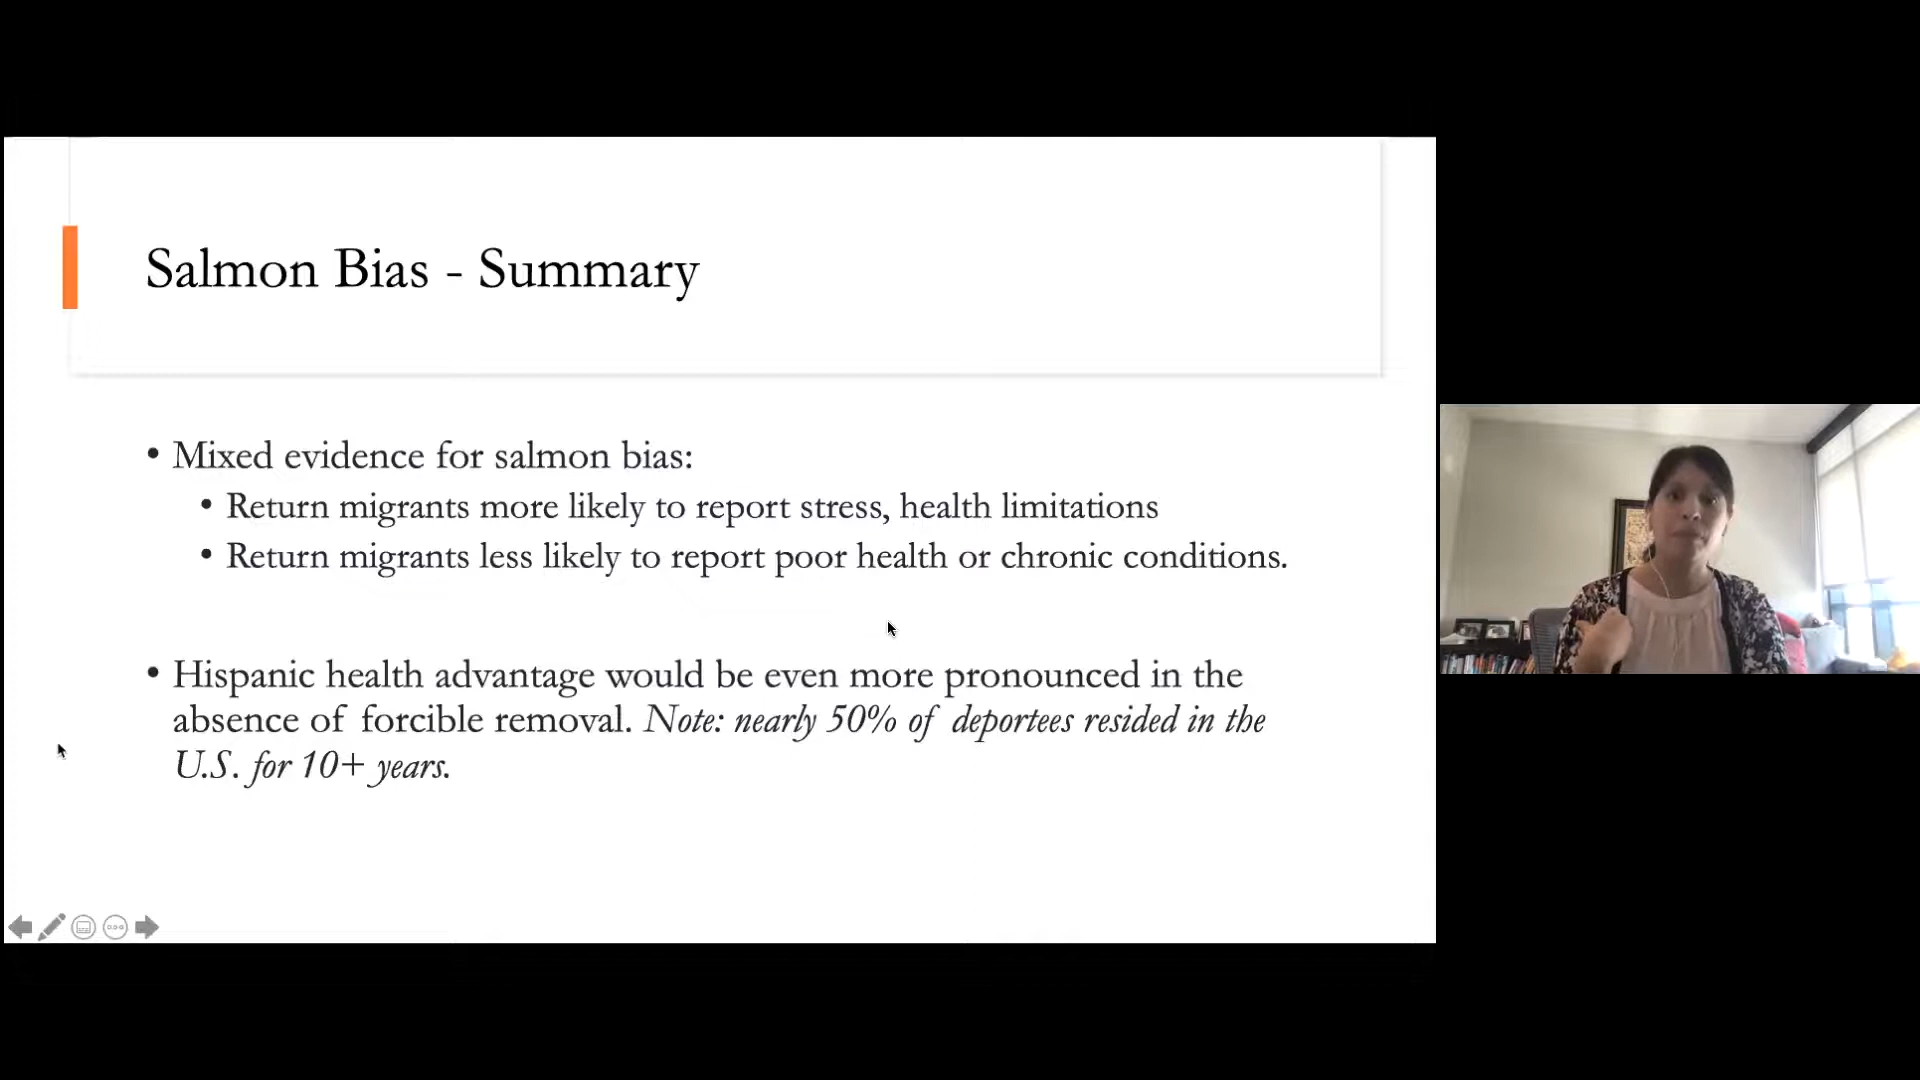 Salmon Bias - Summary
• Mixed evidence for salmon bias:
• Return migrants more likely to report stress, health limitations
• Return migrants less likely to report poor health or chronic conditions.
• Hispanic health advantage would be even more pronounced in the
absence of forcible removal. Note: nearly 50% of deportees resided in the
U.S. for 10+ years.